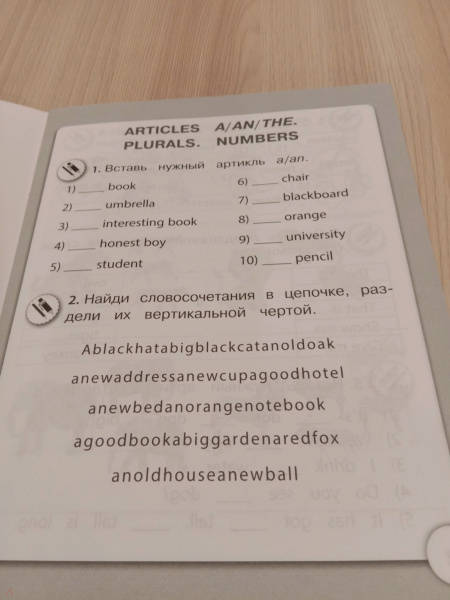 ARTICLES A/AN/THE.
PLURALS. NUMBERS
1. Вставь нужный артикль a/an.
1) ____ book
2) ____ umbrella
3) ____ interesting book
4) ____ honest boy
5) ____ student
6) ____ chair
7) ____ blackboard
8) ____ orange
9) ____ university
10) ____ pencil
2. Найди словосочетания в цепочке, раз-
дели их вертикальной чертой.
Ablackhatabigblackcatanoldoak
anewaddressanewcupagoodhotel
anewbedanorangenotebook
agoodbookabiggardenaredfox
anoldhouseanewball